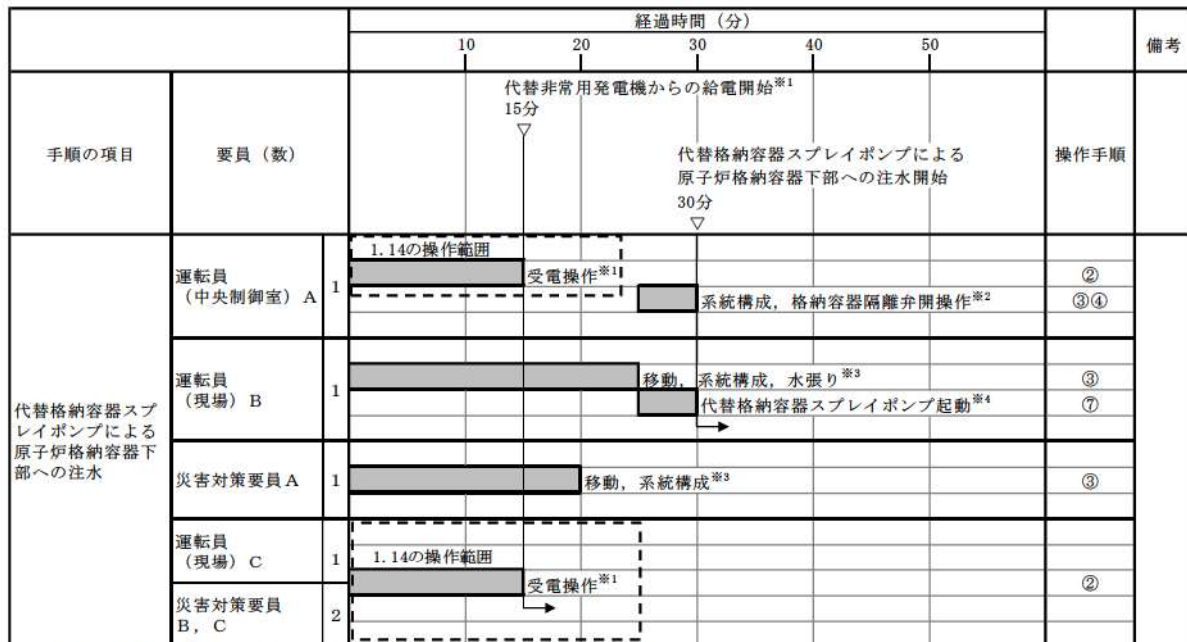 経過時間（分）
10 20 30 40 50
備考
手順の項目
要員（数）
操作手順
代替非常用発電機からの給電開始※1
15分
▽
代替格納容器スプレイポンプによる
原子炉格納容器下部への注水開始
30分
▽
代替格納容器スプ
レイポンプによる
原子炉格納容器下
部への注水
運転員
（中央制御室）A
1
1.14の操作範囲
受電操作※1
②
系統構成，格納容器隔離弁開操作※2
③④
運転員
（現場）B
1
移動，系統構成，水張り※3
③
代替格納容器スプレイポンプ起動※4
⑦
災害対策要員A
1
移動，系統構成※3
③
運転員
（現場）C
1
1.14の操作範囲
受電操作※1
②
災害対策要員
B，C
2